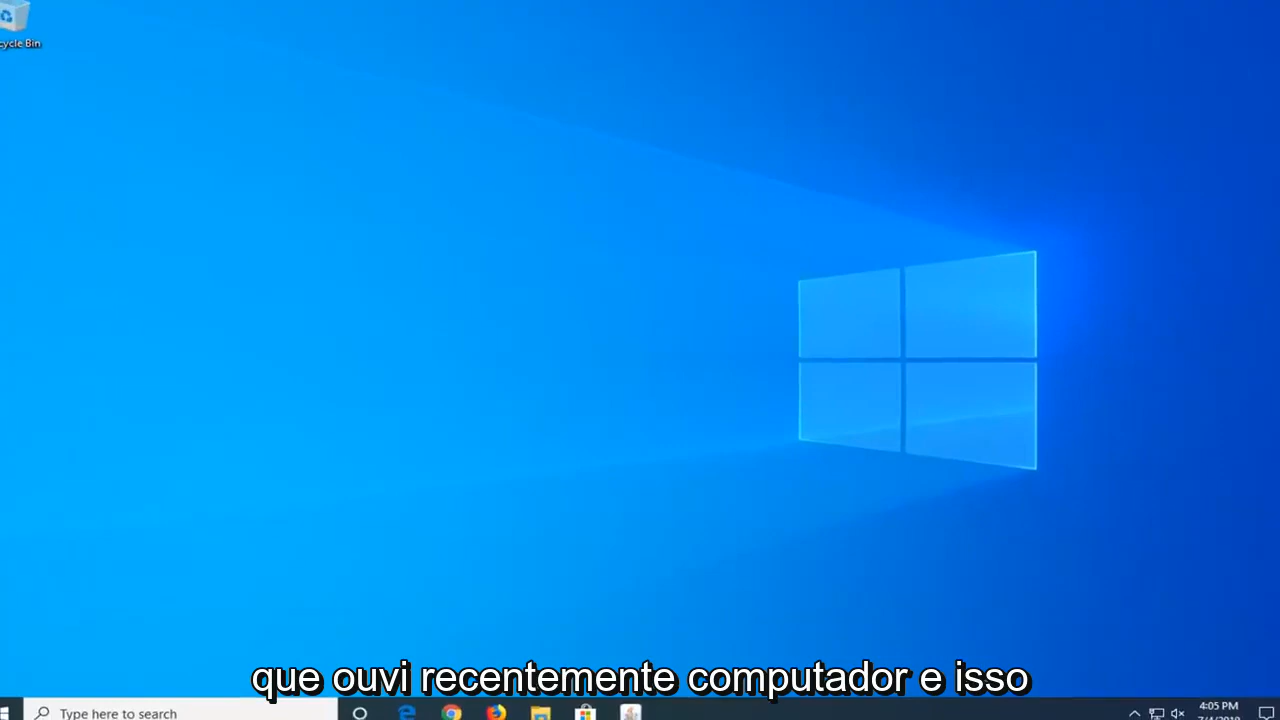 cycle Bin
que ouvi recentemente computador e isso
Type here to search
4:05 PM